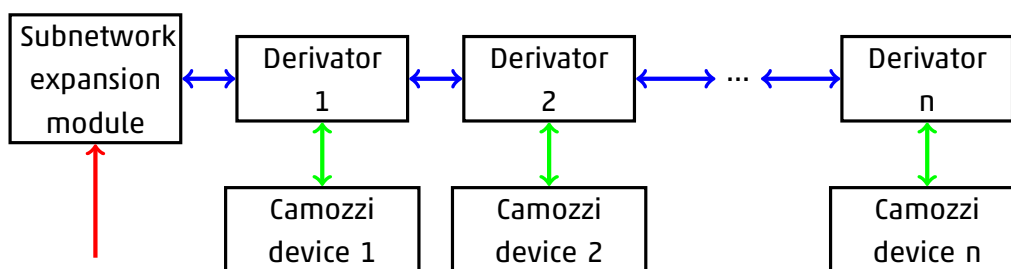 Subnetwork
expansion
module
Derivator
1
Derivator
2
...
Derivator
n
Camozzi
device 1
Camozzi
device 2
Camozzi
device n